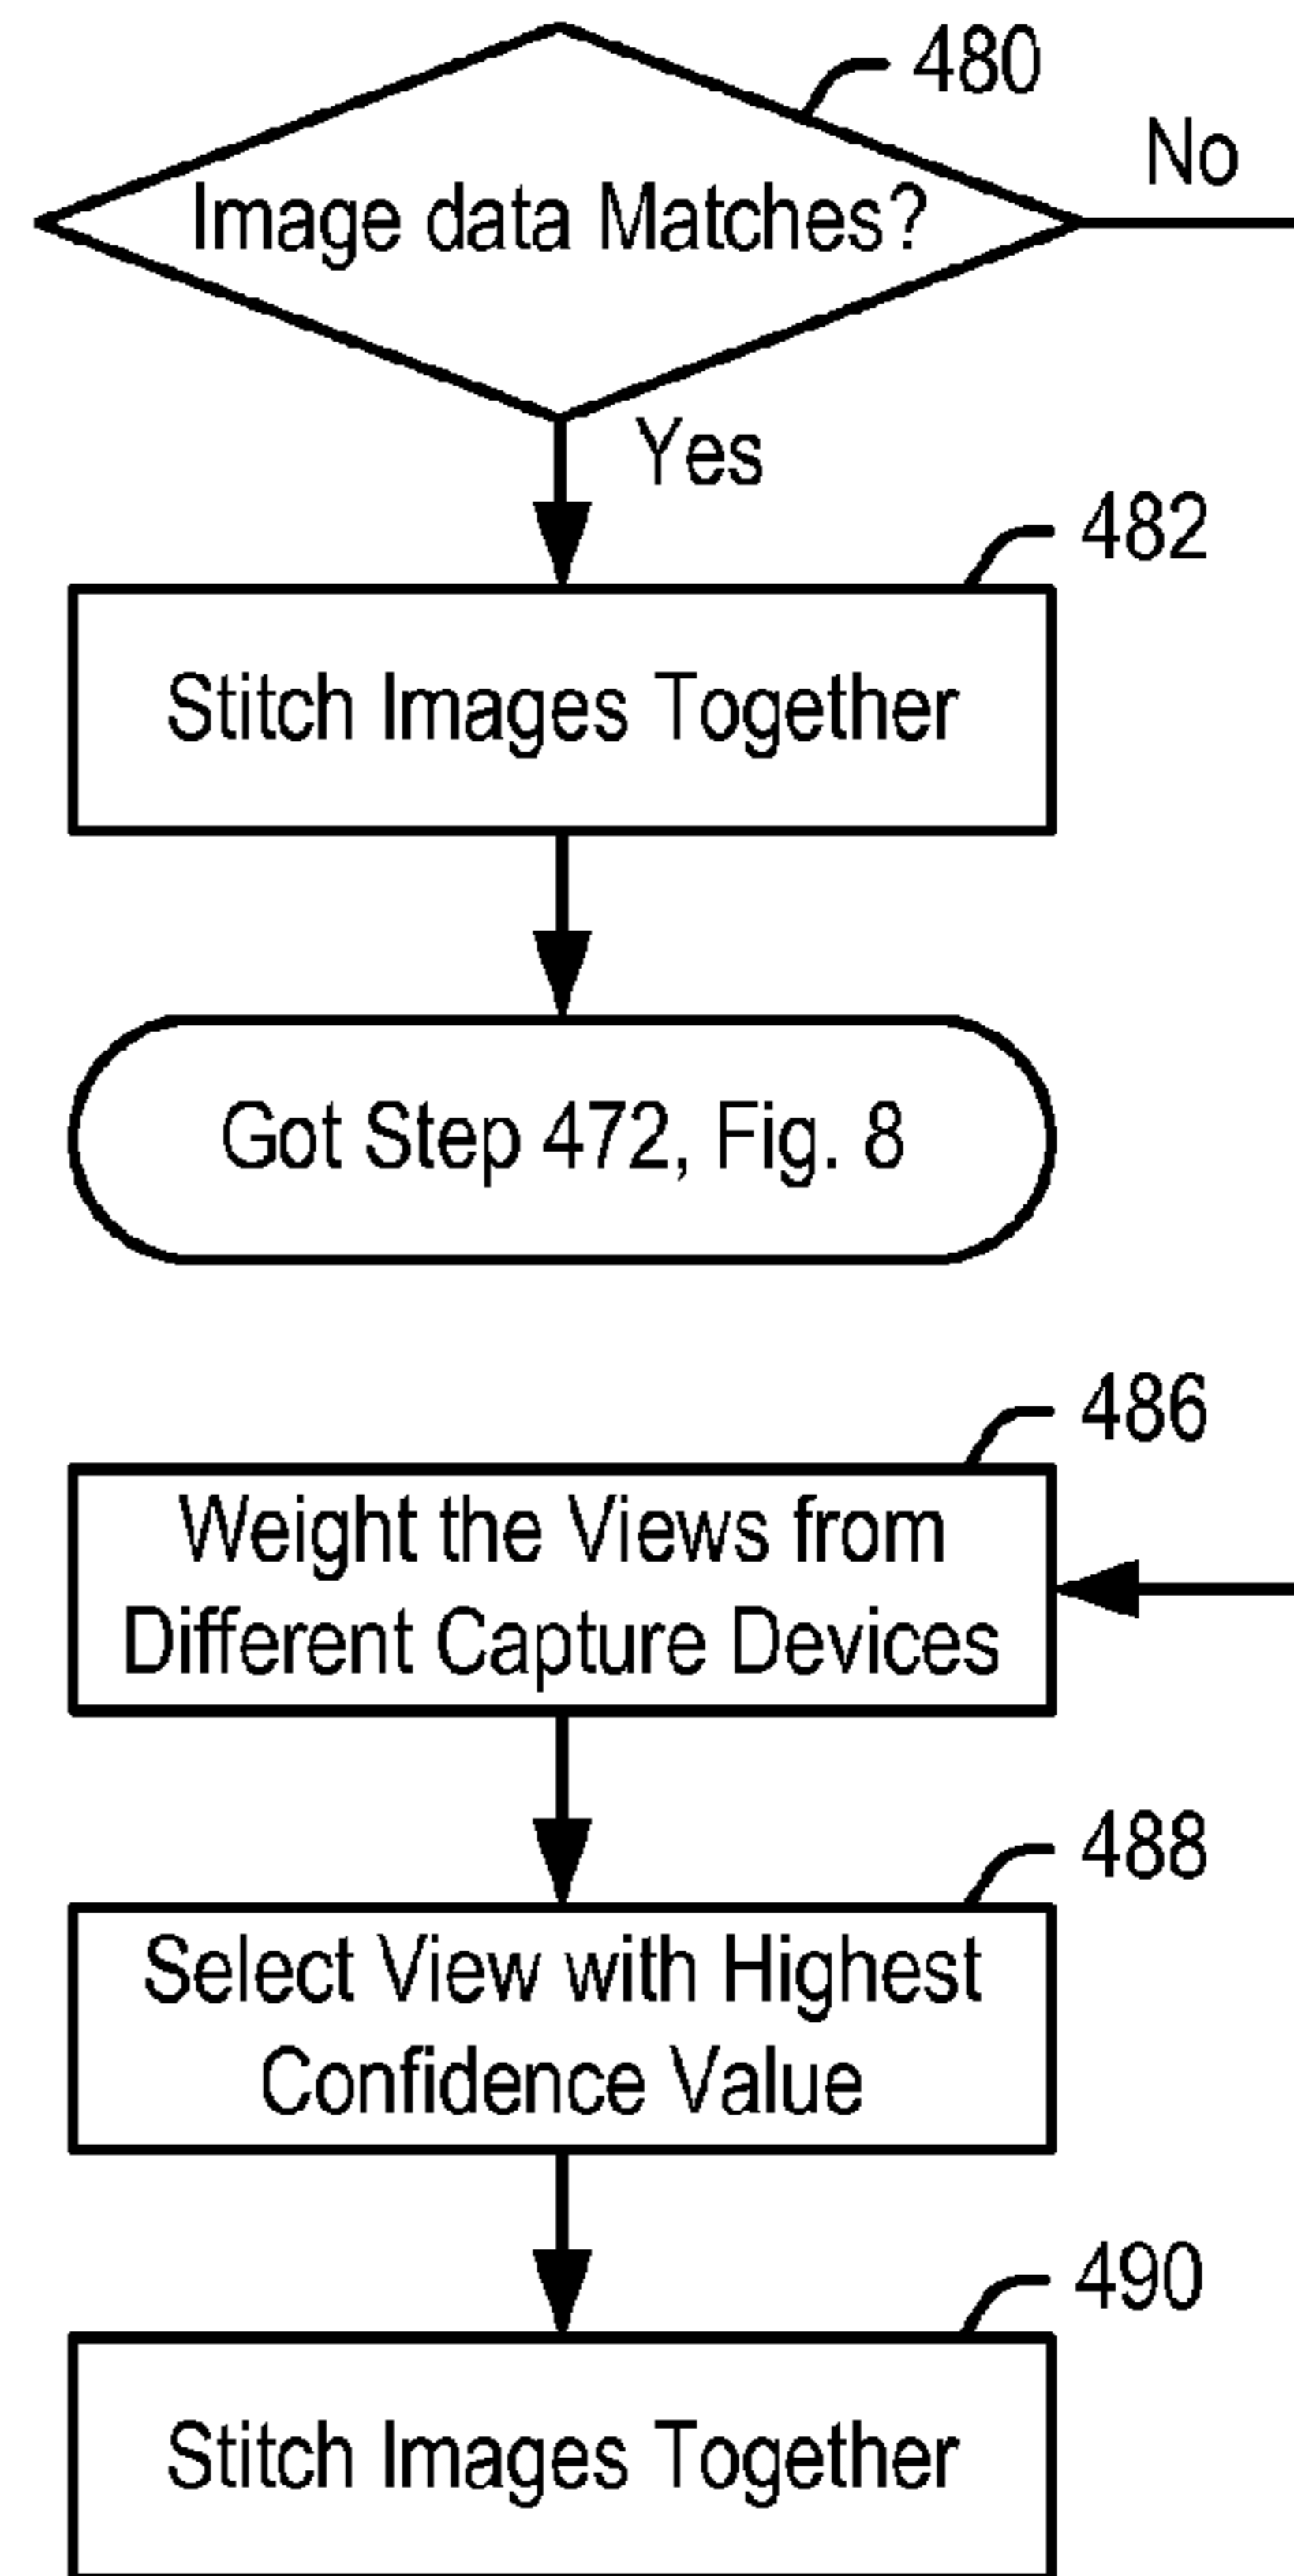 480
No
Image data Matches?
Yes
482
Stitch Images Together
Got Step 472, Fig. 8
486
Weight the Views from
Different Capture Devices
488
Select View with Highest
Confidence Value
490
Stitch Images Together